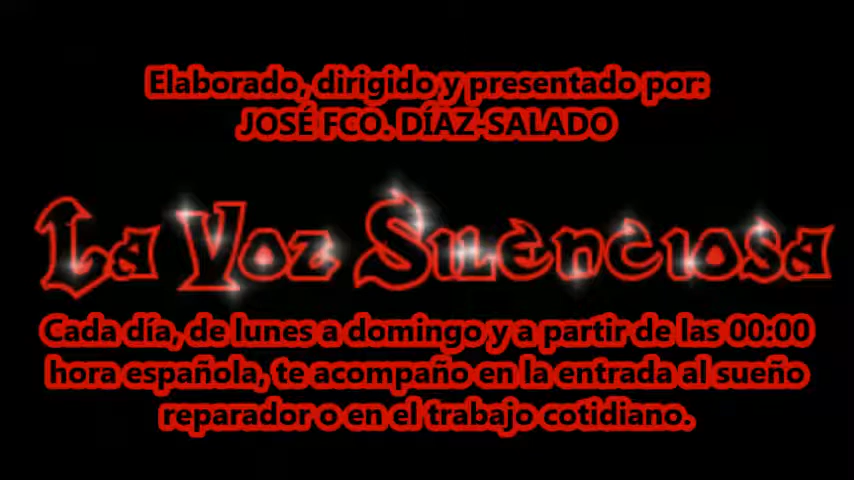 Elaborado, dirigido y presentado por:
JOSÉ FCO. DÍAZ-SALADO
La Voz Silenciosa
Cada día, de lunes a domingo y a partir de las 00:00
hora española, te acompaño en la entrada al sueño
reparador o en el trabajo cotidiano.